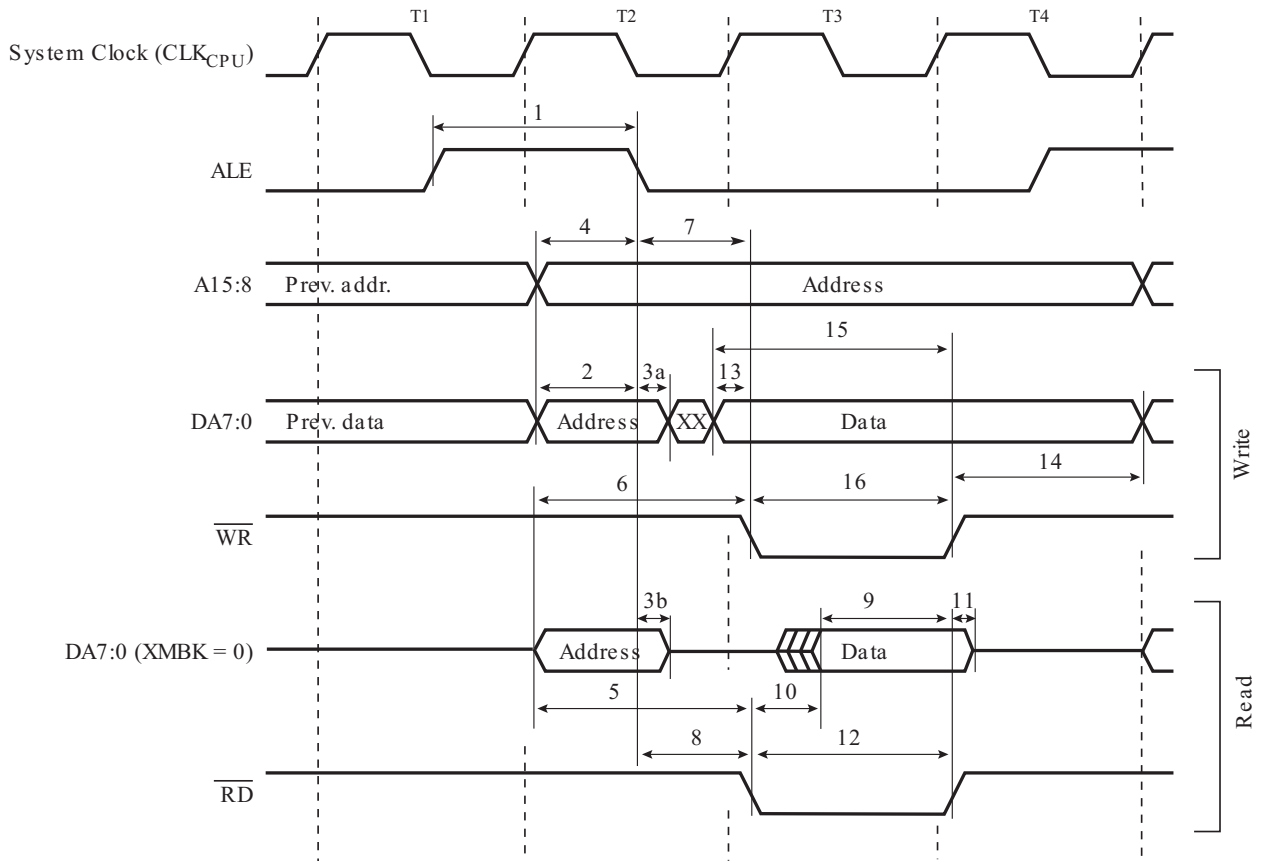 T1 T2 T3 T4
System Clock (CLKCPU)
1
ALE
4 7
A15:8 Prev. addr. Address
15
2 3a 13
DA7:0 Prev. data Address XX Data
14
6 16
WR
Write
3b 9 11
DA7:0 (XMBK = 0) Address Data
5 10
8 12
RD
Read